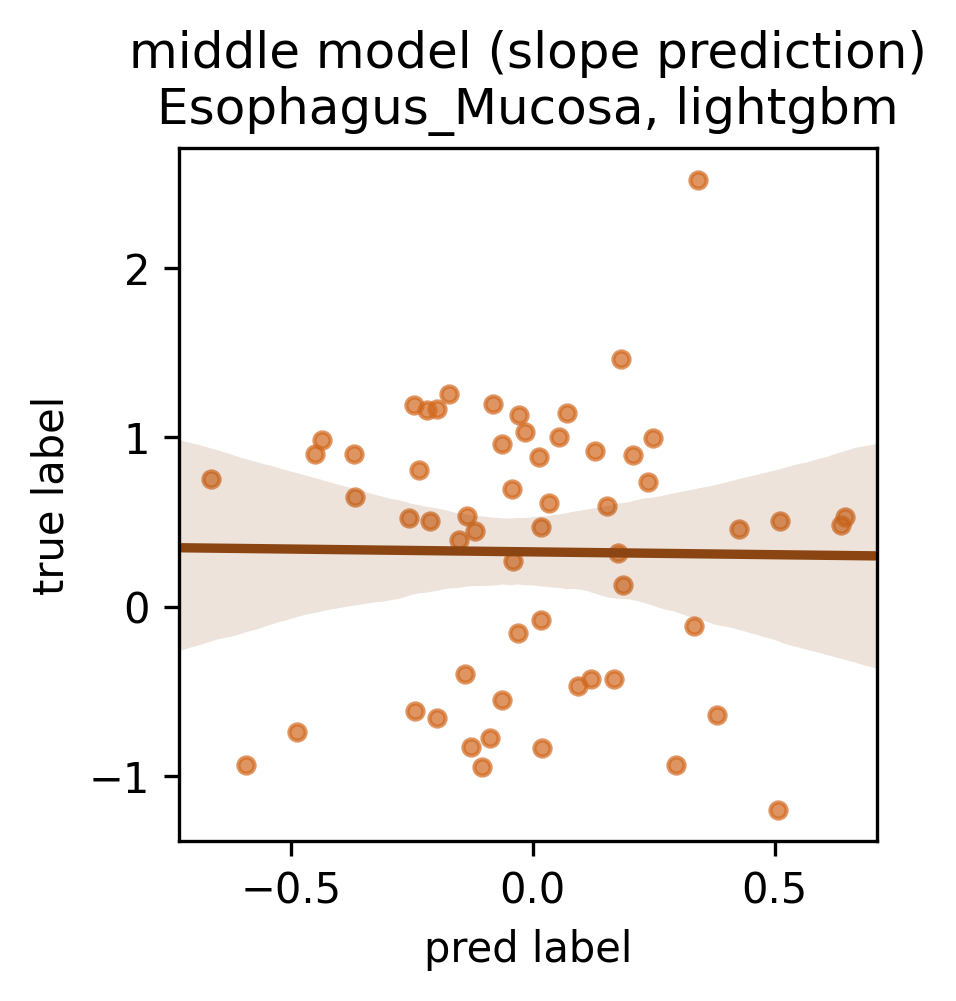 middle model (slope prediction)
Esophagus_Mucosa, lightgbm
2
1
0
−1
true label
−0.5
0.0
0.5
pred label